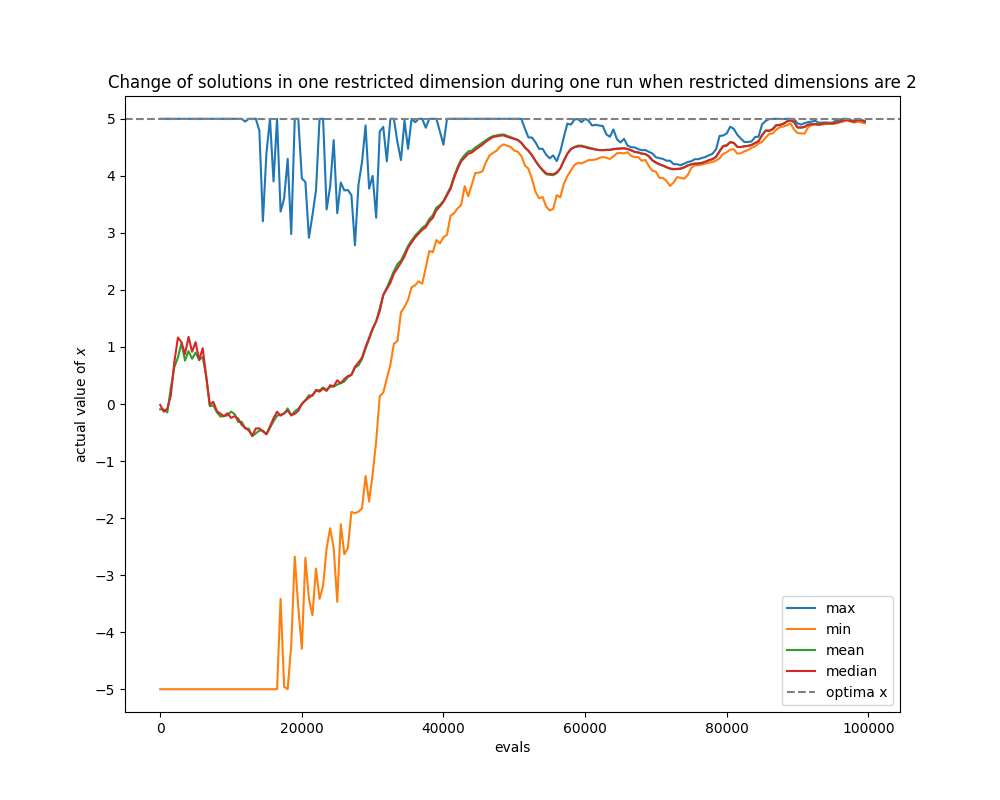 Change of solutions in one restricted dimension during one run when restricted dimensions are 2
actual value of x
5
4
3
2
1
0
−1
−2
−3
−4
−5
0
20000
40000
60000
80000
100000
evals
max
min
mean
median
optima x